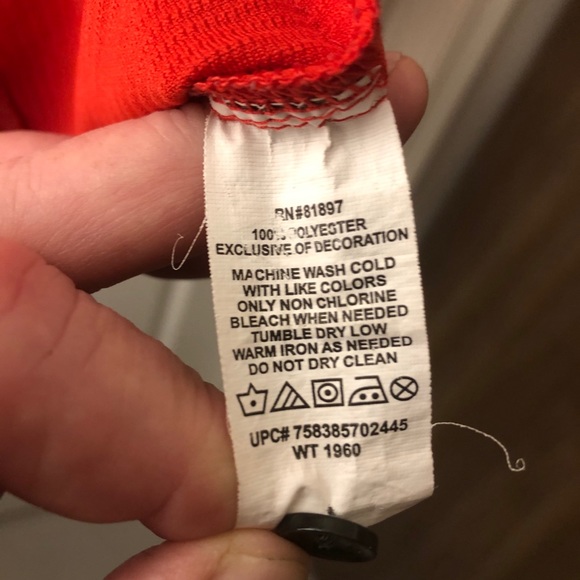 RN#81897
100% POLYESTER
EXCLUSIVE OF DECORATION
MACHINE WASH COLD
WITH LIKE COLORS
ONLY NON CHLORINE
BLEACH WHEN NEEDED
TUMBLE DRY LOW
WARM IRON AS NEEDED
DO NOT DRY CLEAN
UPC# 758385702445
WT 1960